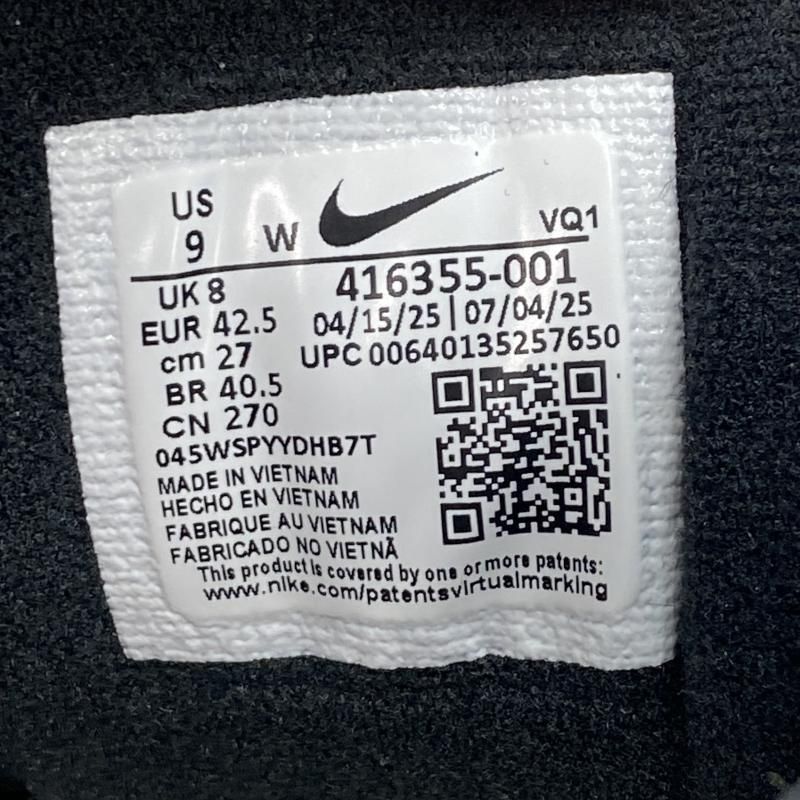 US
9 W VQ1
UK 8
EUR 42.5
cm 27
BR 40.5
CN 270
416355-001
04/15/25 | 07/04/25
UPC 00640135257650
045WSPYYDHB7T
MADE IN VIETNAM
HECHO EN VIETNAM
FABRIQUE AU VIETNAM
FABRICADO NO VIETNÃ
This product is covered by one or more patents:
www.nike.com/patentsvirtualmarking